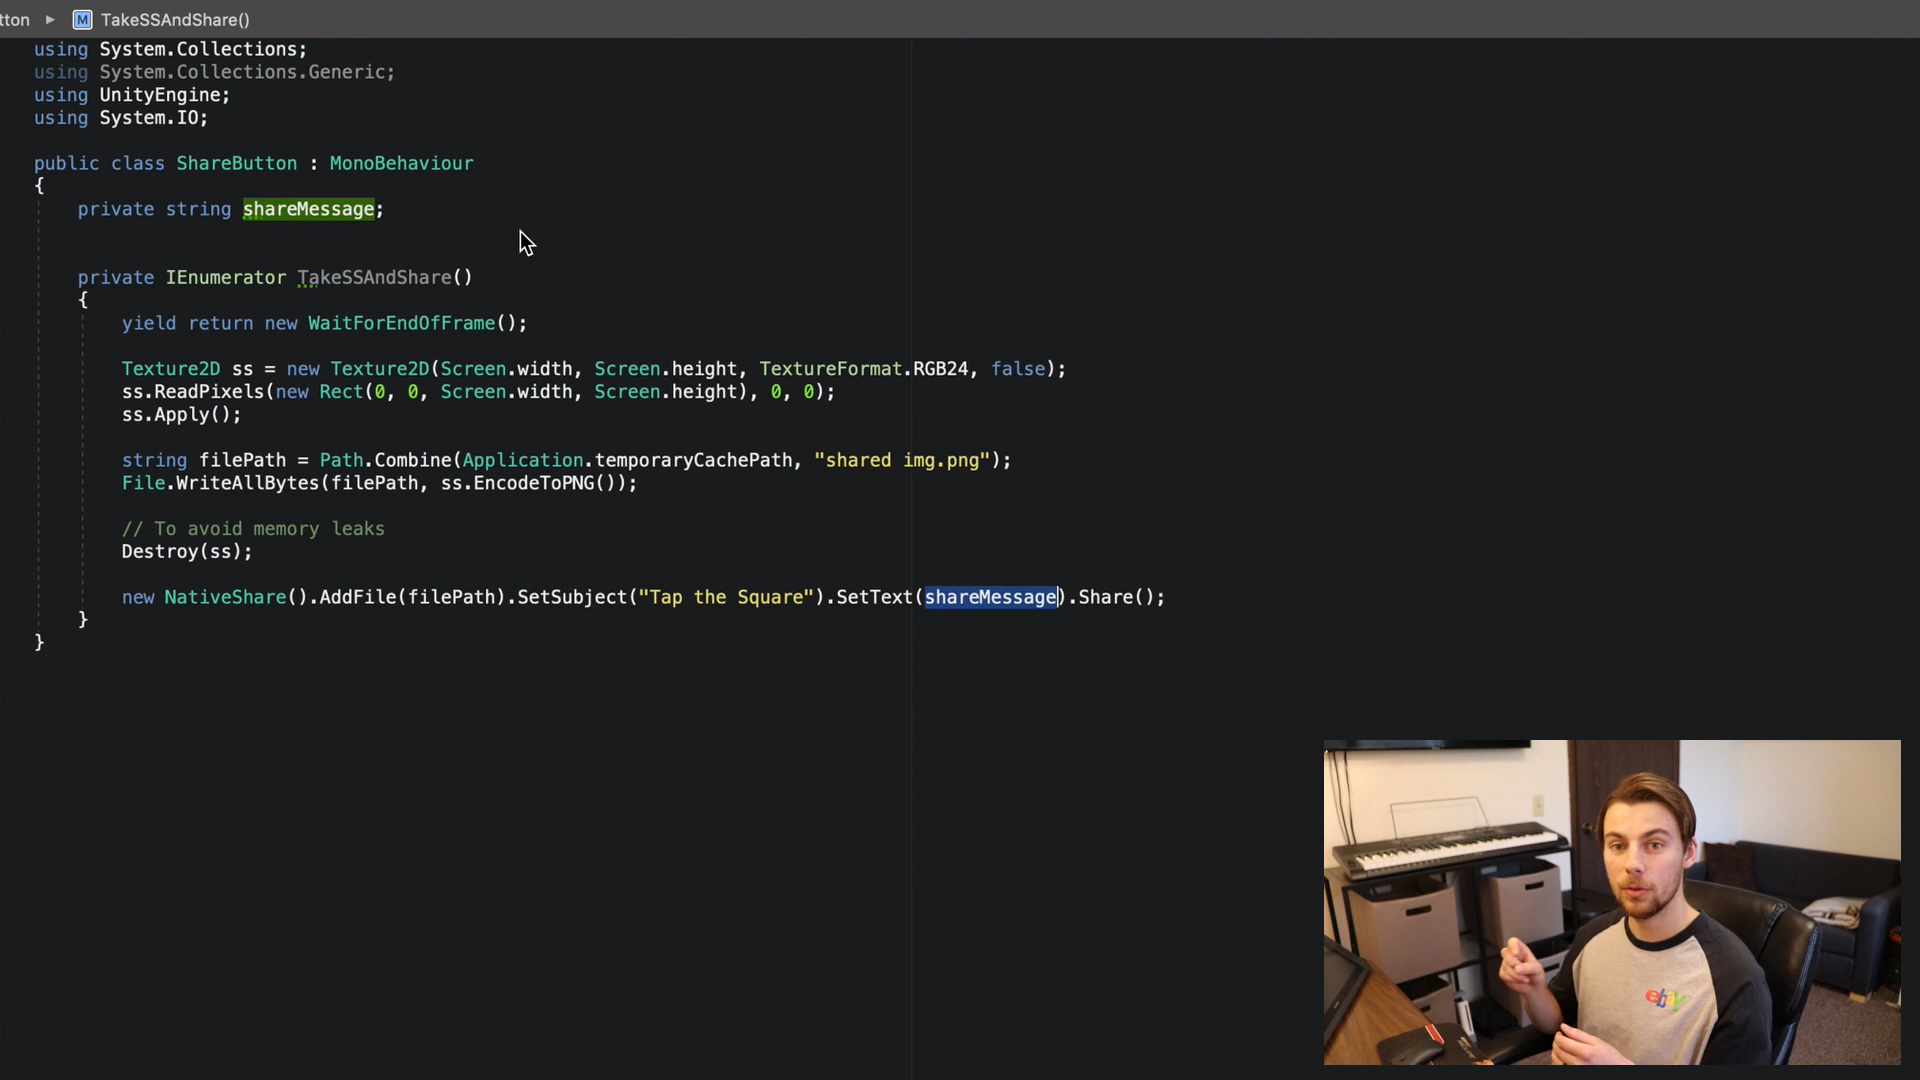 tton ▸ M TakeSSAndShare()
using System.Collections;
using System.Collections.Generic;
using UnityEngine;
using System.IO;
public class ShareButton : MonoBehaviour
{
private string shareMessage;
private IEnumerator TakeSSAndShare()
{
yield return new WaitForEndOfFrame();
Texture2D ss = new Texture2D(Screen.width, Screen.height, TextureFormat.RGB24, false);
ss.ReadPixels(new Rect(0, 0, Screen.width, Screen.height), 0, 0);
ss.Apply();
string filePath = Path.Combine(Application.temporaryCachePath, "shared img.png");
File.WriteAllBytes(filePath, ss.EncodeToPNG());
// To avoid memory leaks
Destroy(ss);
new NativeShare().AddFile(filePath).SetSubject("Tap the Square").SetText(shareMessage).Share();
}
}
ebay